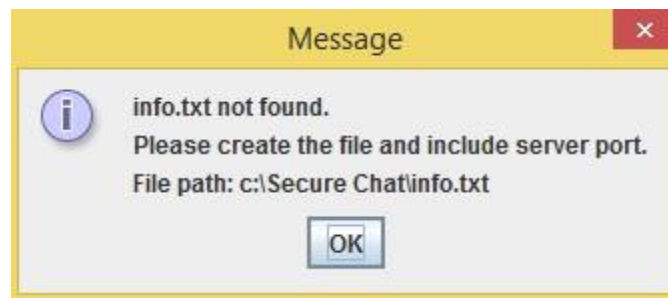 Message
info.txt not found.
Please create the file and include server port.
File path: c:\Secure Chat\info.txt
OK